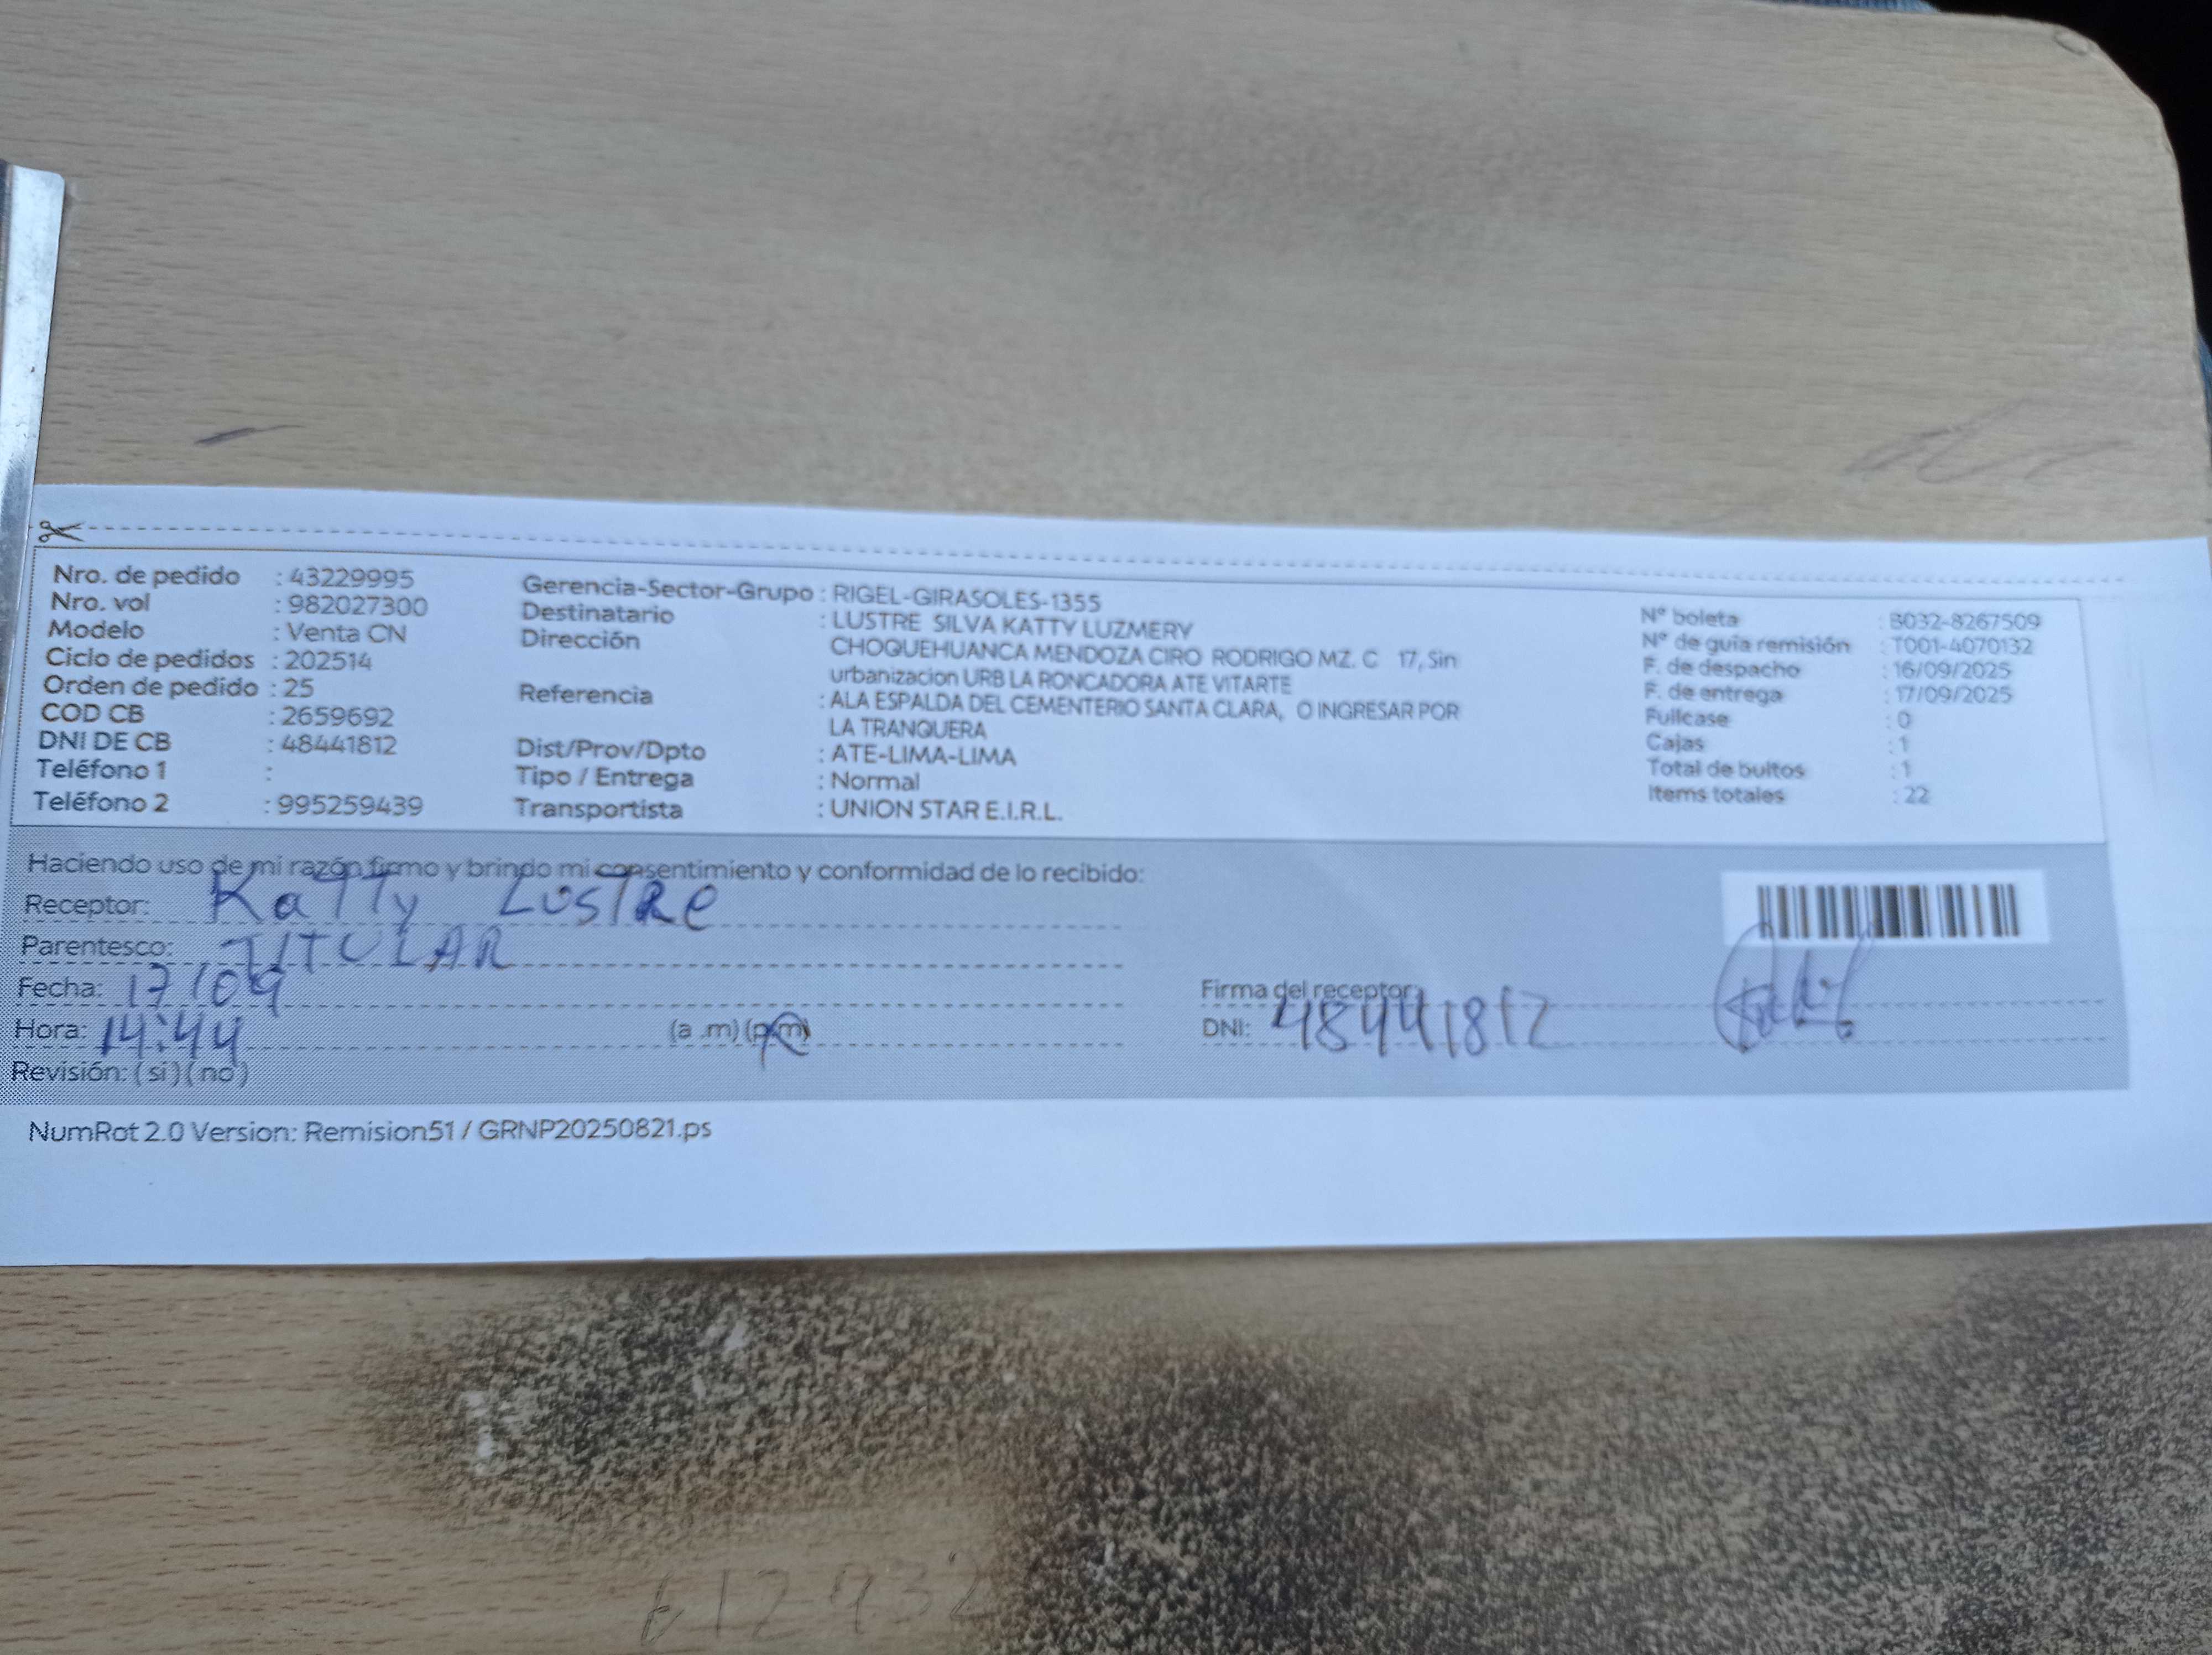 Nro. de pedido : 43229995
Nro. vol : 982027300
Modelo : Venta CN
Ciclo de pedidos : 202514
Orden de pedido : 25
COD CB : 2659692
DNI DE CB : 48441812
Teléfono 1 :
Teléfono 2 : 995259439
Gerencia-Sector-Grupo : RIGEL-GIRASOLES-1355
Destinatario : LUSTRE SILVA KATTY LUZMERY
Dirección CHOQUEHUANCA MENDOZA CIRO RODRIGO MZ. C 17, Sin
urbanizacion URB LA RONCADORA ATE VITARTE
Referencia : ALA ESPALDA DEL CEMENTERIO SANTA CLARA, O INGRESAR POR
LA TRANQUERA
Dist/Prov/Dpto : ATE-LIMA-LIMA
Tipo / Entrega : Normal
Transportista : UNION STAR E.I.R.L.
N° boleta : B032-8267509
N° de guia remisión : T001-4070132
F. de despacho : 16/09/2025
F. de entrega : 17/09/2025
Fullcase : 0
Cajas : 1
Total de bultos : 1
Items totales : 22
Haciendo uso de mi razón firmo y brindo mi consentimiento y conformidad de lo recibido:
Receptor: KaTTy LusTRe
Parentesco: TITULAR
Fecha: 17/09
Hora: 14:44 (a .m) (p.m)
Revisión: (si) (no)
Firma del receptor:
DNI: 48441812
NumRot 2.0 Version: Remision51 / GRNP20250821.ps